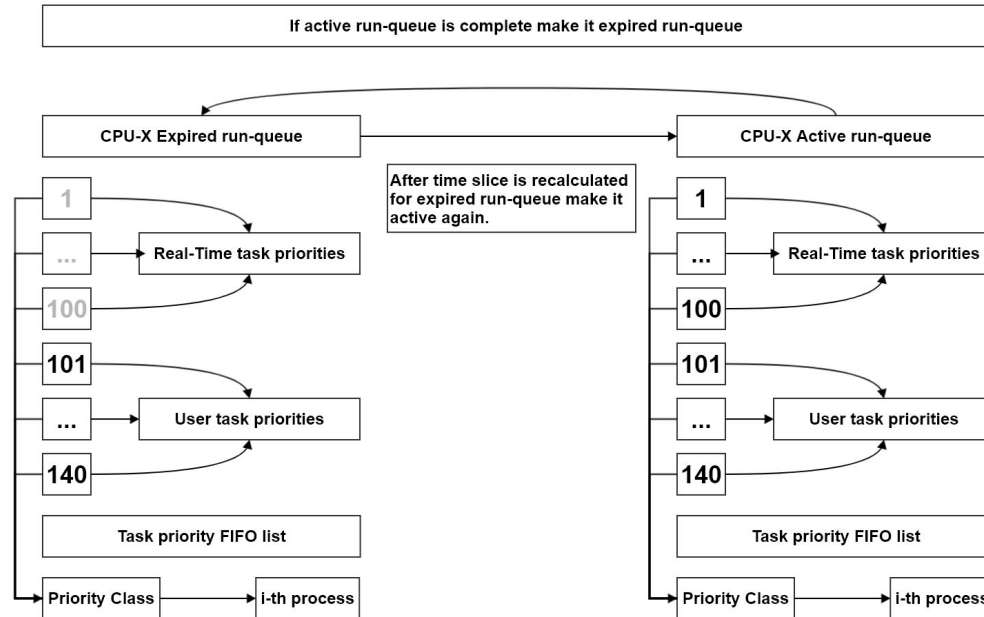 If active run-queue is complete make it expired run-queue
CPU-X Expired run-queue
CPU-X Active run-queue
After time slice is recalculated
for expired run-queue make it
active again.
1
...
Real-Time task priorities
100
101
...
User task priorities
140
Task priority FIFO list
Priority Class
i-th process
1
...
Real-Time task priorities
100
101
...
User task priorities
140
Task priority FIFO list
Priority Class
i-th process